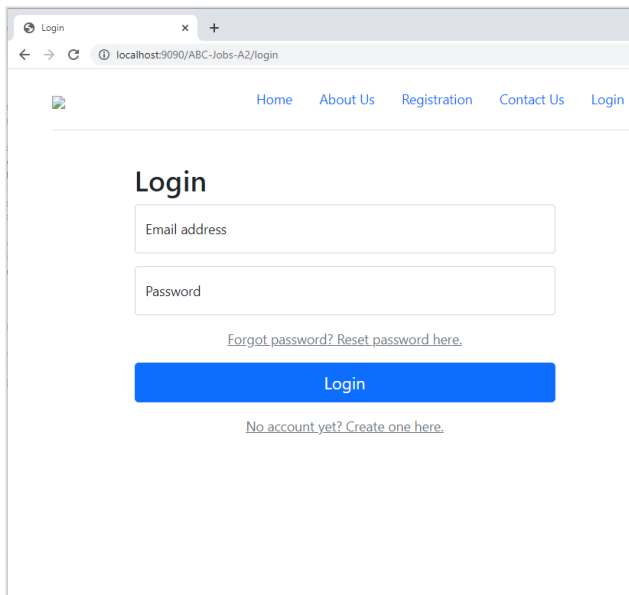 Login
localhost:9090/ABC-Jobs-A2/login
Home About Us Registration Contact Us Login
Login
Email address
Password
Forgot password? Reset password here.
Login
No account yet? Create one here.